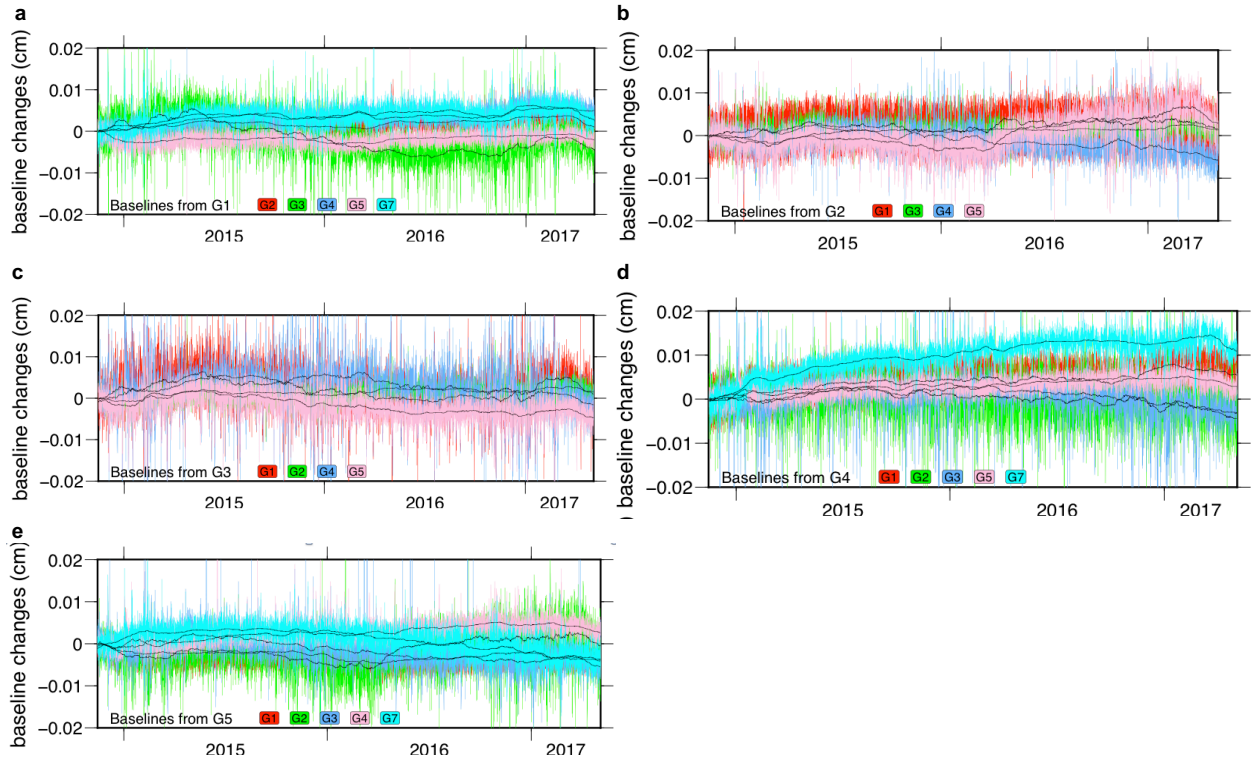 a
baseline changes (cm)
0.02
0.01
0
−0.01
−0.02
Baselines from G1 G2 G3 G4 G5 G7
2015 2016 2017
b
baseline changes (cm)
0.02
0.01
0
−0.01
−0.02
Baselines from G2 G1 G3 G4 G5
2015 2016 2017
c
baseline changes (cm)
0.02
0.01
0
−0.01
−0.02
Baselines from G3 G1 G2 G4 G5
2015 2016 2017
d
baseline changes (cm)
0.02
0.01
0
−0.01
−0.02
Baselines from G4 G1 G2 G3 G5 G7
2015 2016 2017
e
baseline changes (cm)
0.02
0.01
0
−0.01
−0.02
Baselines from G5 G1 G2 G3 G4 G7
2015 2016 2017